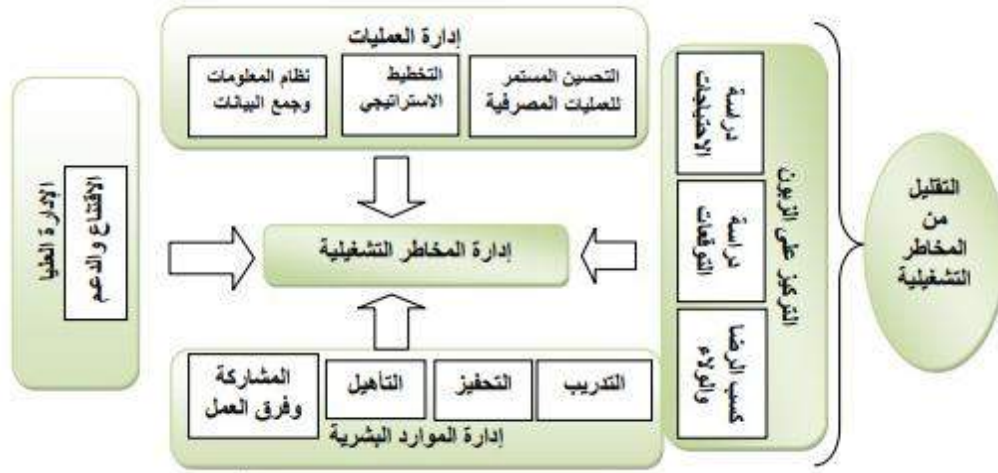 إدارة العمليات
التحسين المستمر
للعمليات المصرفية
التخطيط
الاستراتيجي
نظام المعلومات
وجمع البيانات
التقليل
من
المخاطر
التشغيلية
التركيز على الزبون
دراسة
الاحتياجات
دراسة
التوقعات
كسب الرضا
والولاء
إدارة المخاطر التشغيلية
الإدارة العليا
الاقتناع والدعم
التدريب
التحفيز
التأهيل
المشاركة
وفرق العمل
إدارة الموارد البشرية